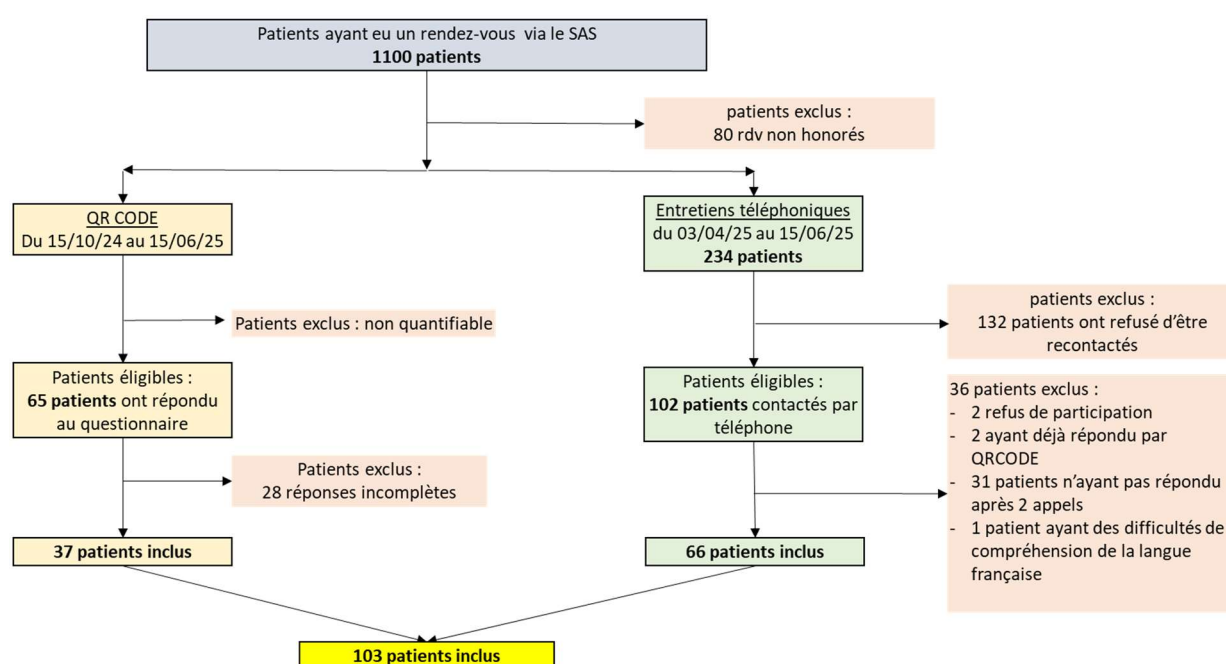 Patients ayant eu un rendez-vous via le SAS
1100 patients
patients exclus :
80 rdv non honorés
QR CODE
Du 15/10/24 au 15/06/25
Entretiens téléphoniques
du 03/04/25 au 15/06/25
234 patients
Patients exclus : non quantifiable
patients exclus :
132 patients ont refusé d’être
recontactés
Patients éligibles :
65 patients ont répondu
au questionnaire
Patients éligibles :
102 patients contactés par
téléphone
Patients exclus :
28 réponses incomplètes
36 patients exclus :
- 2 refus de participation
- 2 ayant déjà répondu par
QRCODE
- 31 patients n’ayant pas répondu
après 2 appels
- 1 patient ayant des difficultés de
compréhension de la langue
française
37 patients inclus
66 patients inclus
103 patients inclus